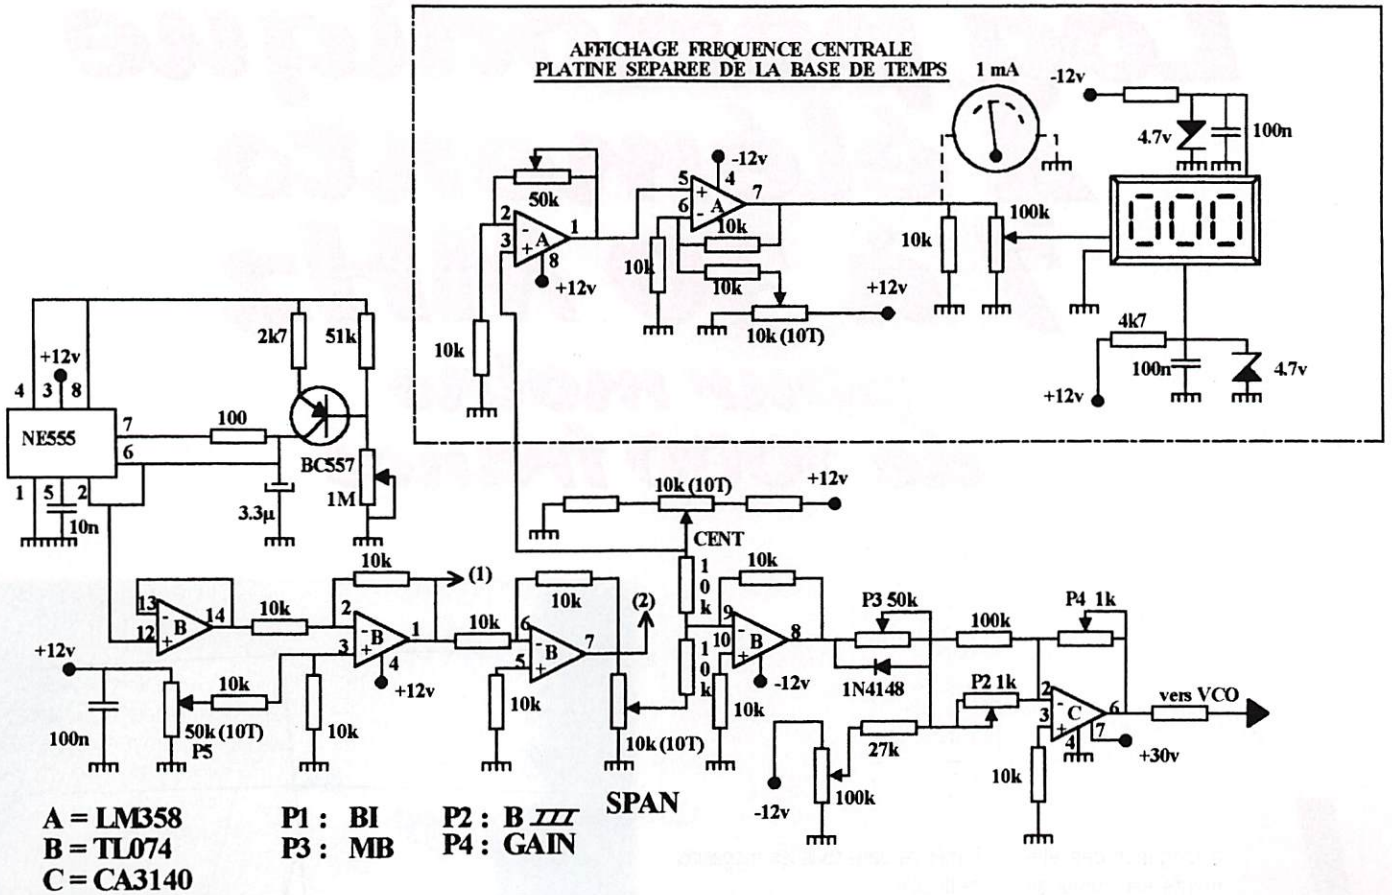 AFFICHAGE FREQUENCE CENTRALE
PLATINE SEPAREE DE LA BASE DE TEMPS
1 mA
-12v
4.7v
100n
50k
2
3
A
1
8
+12v
-12v
5
6
A
4
7
10k
10k
10k
10k
10k (10T)
+12v
10k
100k
000
4k7
100n
4.7v
+12v
2k7
51k
+12v
4
3
8
NE555
7
6
100
BC557
1
5
2
10n
3.3µ
1M
10k (10T)
+12v
CENT
13
12
B
14
10k
10k
(1)
2
3
B
1
4
+12v
10k
10k
6
5
B
7
(2)
10k
10k
10k
9
10
B
8
-12v
10k
P3 50k
1N4148
100k
P4 1k
P2 1k
2
3
C
6
7
4
vers VCO
+30v
+12v
100n
50k (10T)
P5
10k
10k
10k
10k (10T)
SPAN
10k
-12v
100k
27k
10k
A = LM358
B = TL074
C = CA3140
P1 : BI
P2 : B III
P3 : MB
P4 : GAIN